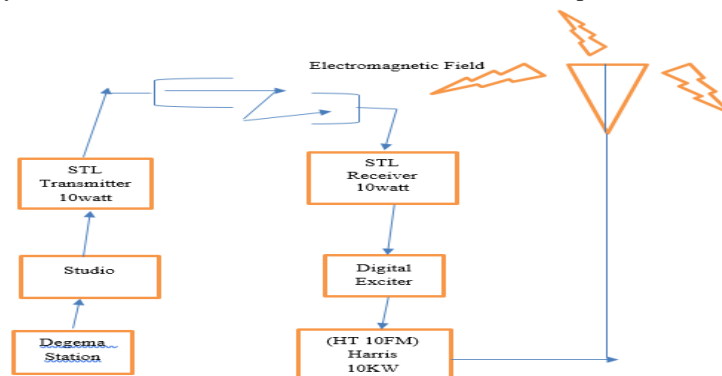 Electromagnetic Field
STL
Transmitter
10watt
STL
Receiver
10watt
Studio
Digital
Exciter
Degema
Station
(HT 10FM)
Harris
10KW